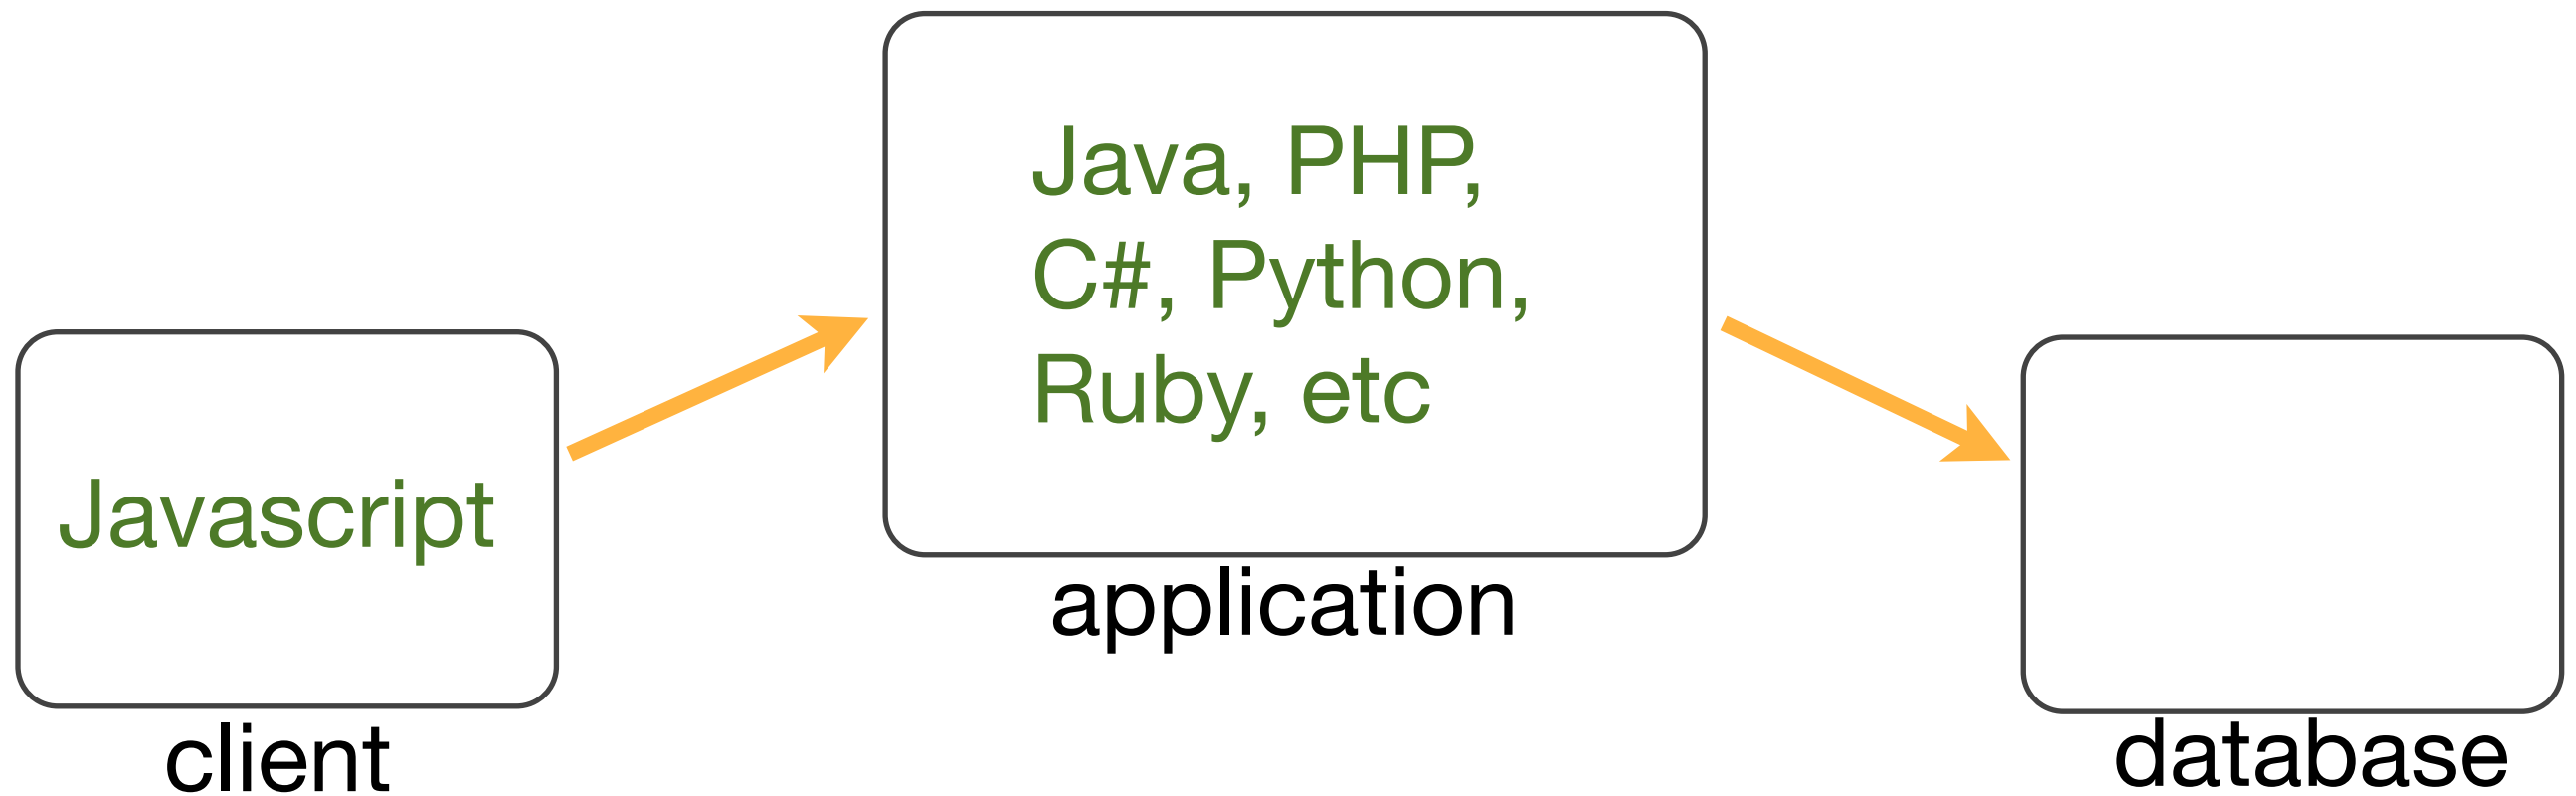 Javascript
client
Java, PHP,
C#, Python,
Ruby, etc
application
database